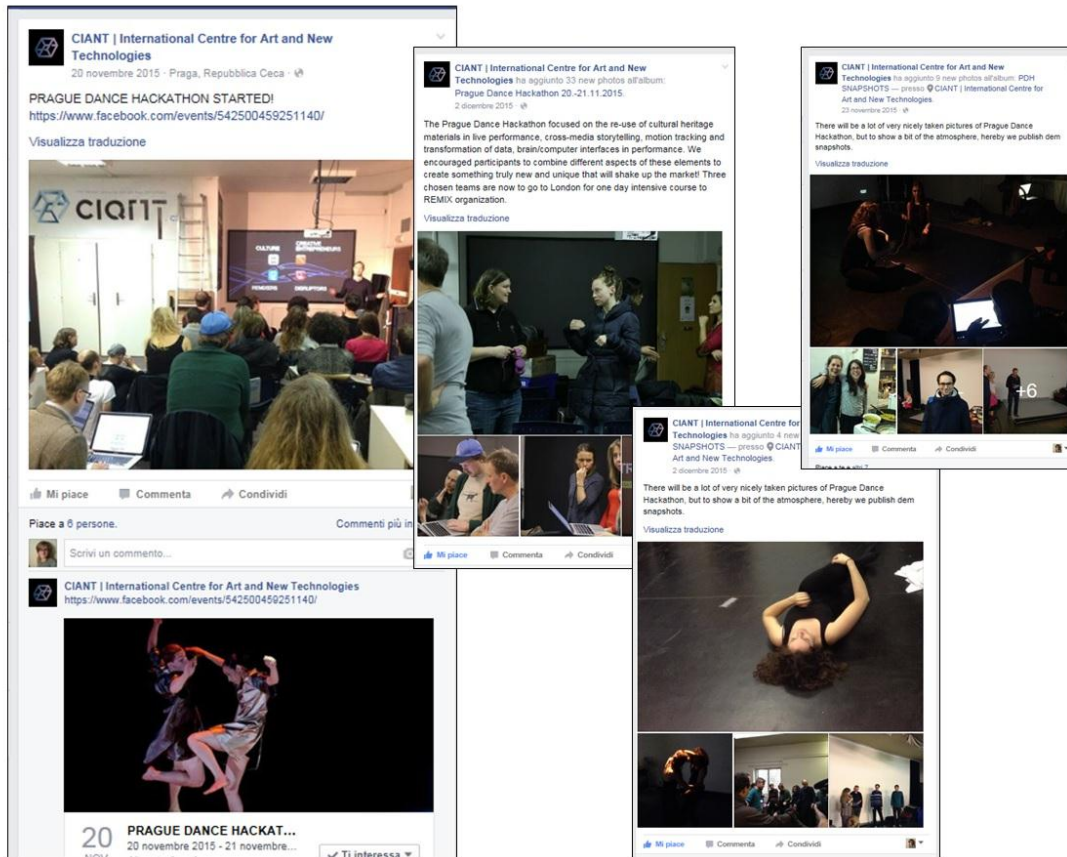 CIANT | International Centre for Art and New
Technologies
20 novembre 2015 · Praga, Repubblica Ceca ·
PRAGUE DANCE HACKATHON STARTED!
https://www.facebook.com/events/542500459251140/
Visualizza traduzione
CIANT
CULTURE
CREATIVE
ENTREPRENEURS
REMIXERS
DISRUPTORS
Mi piace Commenta Condividi
Piace a 6 persone.
Commenti più in
Scrivi un commento...
CIANT | International Centre for Art and New Technologies
https://www.facebook.com/events/542500459251140/
20
NOV
PRAGUE DANCE HACKAT...
20 novembre 2015 - 21 novembre...
Ti interessa
CIANT | International Centre for Art and New
Technologies ha aggiunto 33 new photos all'album:
Prague Dance Hackathon 20.-21.11.2015.
2 dicembre 2015 ·
The Prague Dance Hackathon focused on the re-use of cultural heritage
materials in live performance, cross-media storytelling, motion tracking and
transformation of data, brain/computer interfaces in performance. We
encouraged participants to combine different aspects of these elements to
create something truly new and unique that will shake up the market! Three
chosen teams are now to go to London for one day intensive course to
REMIX organization.
Visualizza traduzione
Mi piace Commenta Condividi
CIANT | International Centre for Art and New
Technologies ha aggiunto 9 new photos all'album: PDH
SNAPSHOTS — presso CIANT | International Centre for
Art and New Technologies.
23 novembre 2015 ·
There will be a lot of very nicely taken pictures of Prague Dance
Hackathon, but to show a bit of the atmosphere, hereby we publish dem
snapshots.
Visualizza traduzione
+6
Mi piace Commenta Condividi
CIANT | International Centre for
Technologies ha aggiunto 4 new
SNAPSHOTS — presso CIANT
Art and New Technologies.
2 dicembre 2015 ·
There will be a lot of very nicely taken pictures of Prague Dance
Hackathon, but to show a bit of the atmosphere, hereby we publish dem
snapshots.
Visualizza traduzione
Mi piace Commenta Condividi